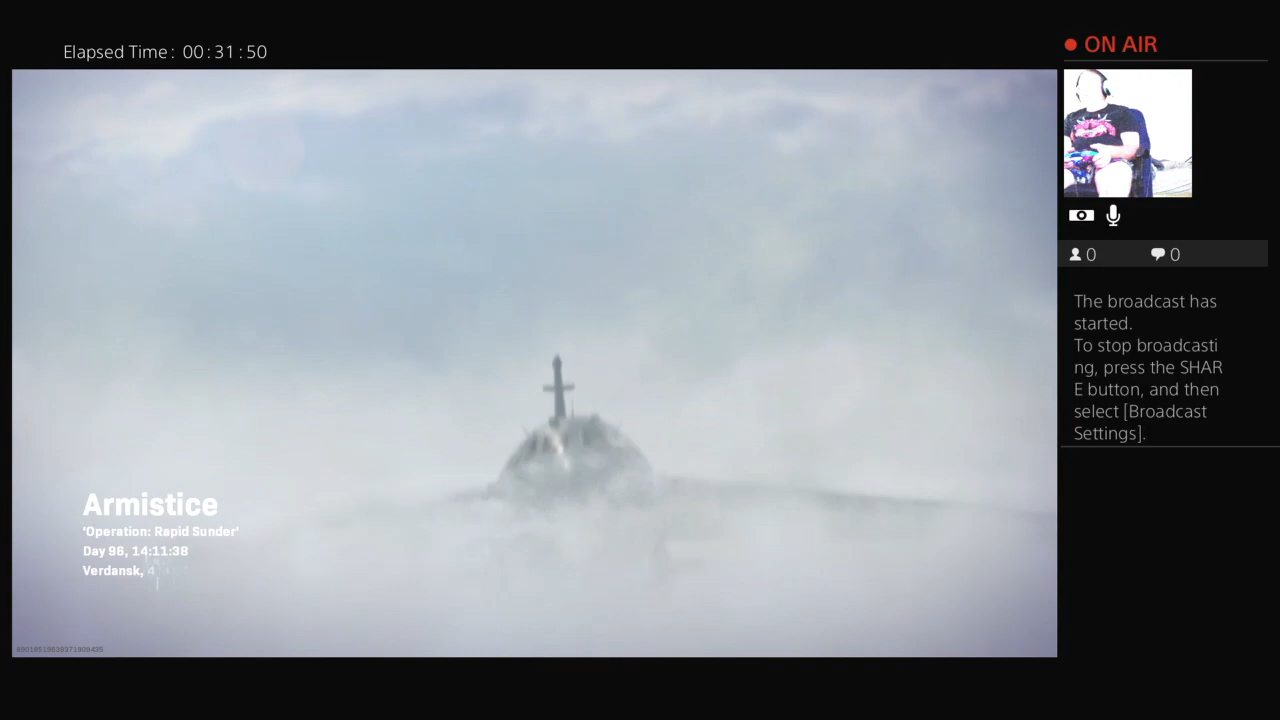 Elapsed Time: 00:31:50
ON AIR
0 0
The broadcast has
started.
To stop broadcasti
ng, press the SHAR
E button, and then
select [Broadcast
Settings].
Armistice
'Operation: Rapid Sunder'
Day 96, 14:11:38
Verdansk, 4